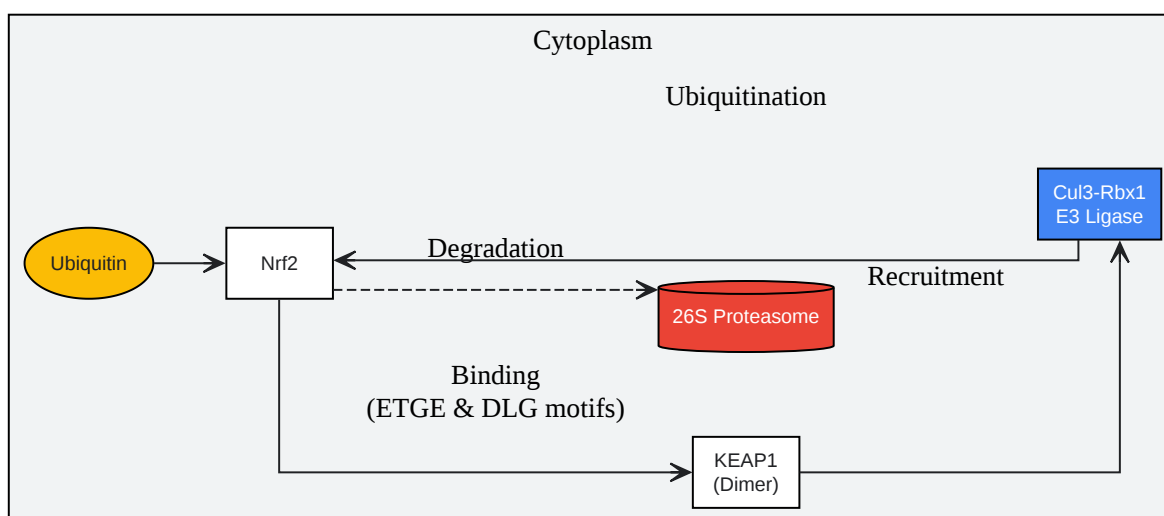 Cytoplasm
Ubiquitination
Cul3-Rbx1
E3 Ligase
Ubiquitin
Nrf2
Degradation
Recruitment
26S Proteasome
Binding
(ETGE & DLG motifs)
KEAP1
(Dimer)